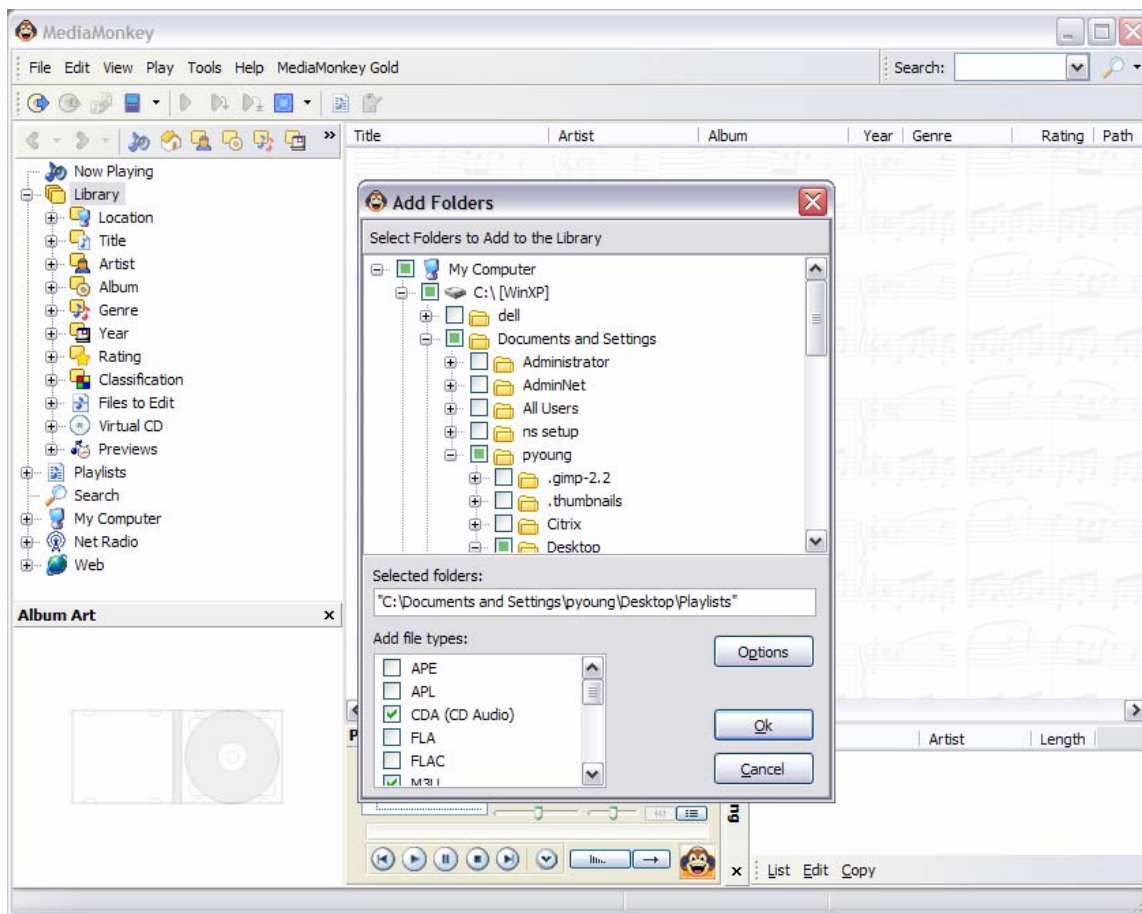 MediaMonkey
File Edit View Play Tools Help MediaMonkey Gold Search:
Title Artist Album Year Genre Rating Path
Now Playing
Library
Location
Title
Artist
Album
Genre
Year
Rating
Classification
Files to Edit
Virtual CD
Previews
Playlists
Search
My Computer
Net Radio
Web
Album Art x
Add Folders
Select Folders to Add to the Library
My Computer
C:\ [WinXP]
dell
Documents and Settings
Administrator
AdminNet
All Users
ns setup
pyoung
.gimp-2.2
.thumbnails
Citrix
Desktop
Selected folders:
"C:\Documents and Settings\pyoung\Desktop\Playlists"
Add file types:
APE
APL
CDA (CD Audio)
FLA
FLAC
M3U
Options
Ok
Cancel
Artist Length
x List Edit Copy